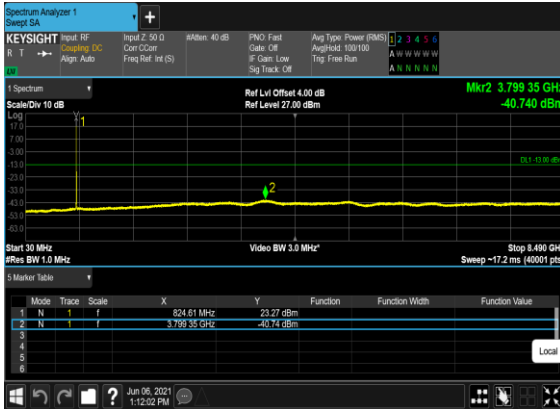 Spectrum Analyzer 1
Swept SA
+
KEYSIGHT Input: RF Input Z: 50 Ω #Atten: 40 dB PNO: Fast Avg Type: Power (RMS) 1 2 3 4 5 6
R T Coupling: DC Corr CCorr Gate: Off Avg|Hold: 100/100 A W W W W W
Align: Auto Freq Ref: Int (S) IF Gain: Low Trig: Free Run
Sig Track: Off A N N N N N
1 Spectrum Ref Lvl Offset 4.00 dB Mkr2 3.799 35 GHz
Scale/Div 10 dB Ref Level 27.00 dBm -40.740 dBm
Log
17.0
7.00
-3.00
-13.0 DL1 -13.00 dBm
-23.0
-33.0
-43.0
-53.0
-63.0
1
2
Start 30 MHz Video BW 3.0 MHz* Stop 8.490 GHz
#Res BW 1.0 MHz Sweep ~17.2 ms (40001 pts)
5 Marker Table
Mode Trace Scale X Y Function Function Width Function Value
1 N 1 f 824.61 MHz 23.27 dBm
2 N 1 f 3.799 35 GHz -40.74 dBm
3
4
5
6
Local
? Jun 06, 2021
1:12:02 PM